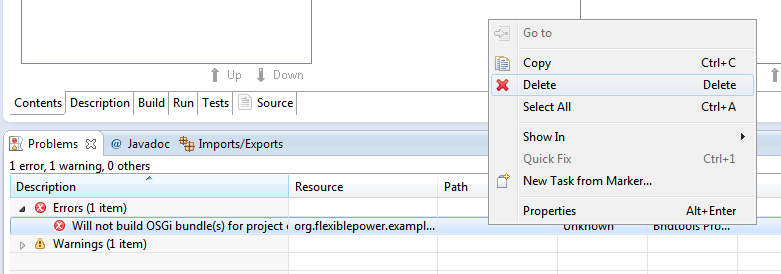 Go to
Copy Ctrl+C
Delete Delete
Select All Ctrl+A
Show In
Quick Fix Ctrl+1
New Task from Marker...
Properties Alt+Enter
Up Down
Contents Description Build Run Tests Source
Problems @ Javadoc Imports/Exports
1 error, 1 warning, 0 others
Description Resource Path
Errors (1 item)
Will not build OSGi bundle(s) for project org.flexiblepower.exampl... Unknown Bndtools Pro...
Warnings (1 item)